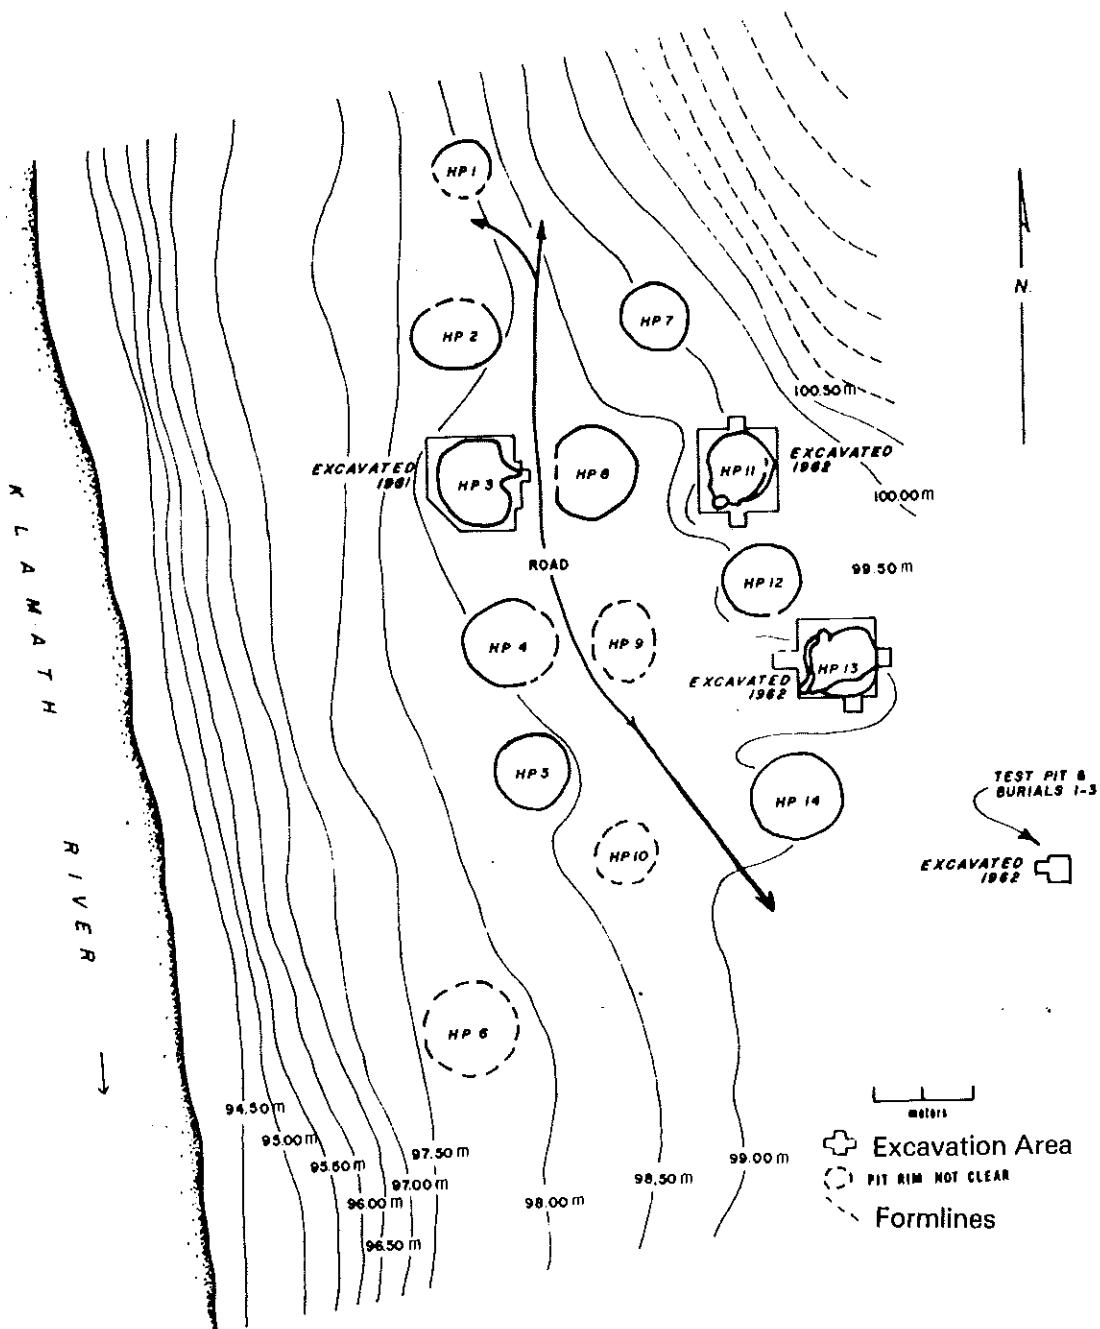 HP 1
N
HP 2
HP 7
100.50 m
EXCAVATED
1961
HP 3
HP 8
HP 11
EXCAVATED
1962
100.00 m
ROAD
HP 12
99.50 m
HP 4
HP 9
HP 13
EXCAVATED
1962
KLAMATH RIVER
HP 5
HP 14
TEST PIT &
BURIALS 1-3
HP 10
EXCAVATED
1962
HP 6
94.50 m
95.00 m
95.50 m
96.00 m
96.50 m
97.00 m
97.50 m
98.00 m
98.50 m
99.00 m
meters
Excavation Area
PIT RIM NOT CLEAR
Formlines